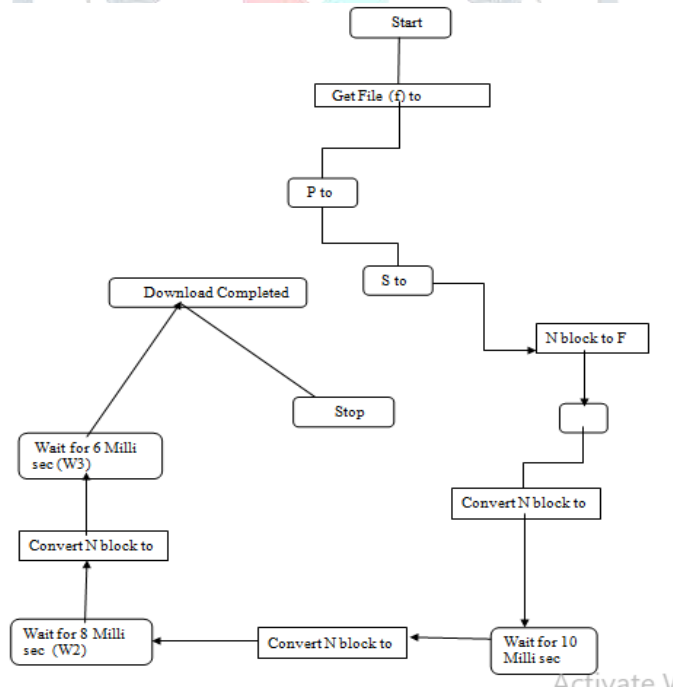 Start
Get File (f) to
P to
S to
Download Completed
N block to F
Stop
Wait for 6 Milli
sec (W3)
Convert N block to
Convert N block to
Wait for 8 Milli
sec (W2)
Convert N block to
Wait for 10
Milli sec
Activate